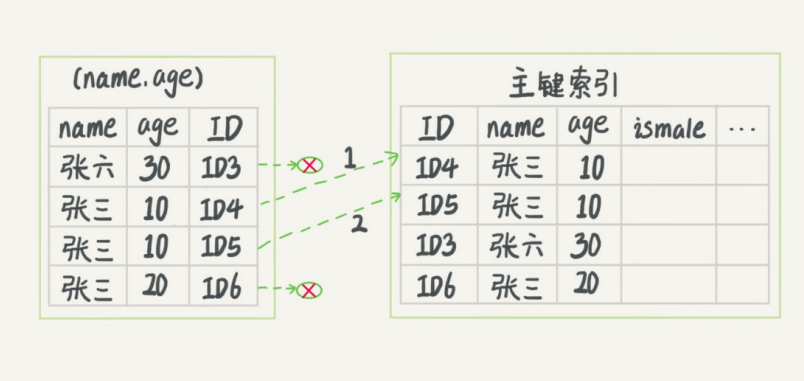 (name.age)
name age ID
张六 30 ID3
张三 10 ID4
张三 10 ID5
张三 20 ID6
1
2
主键索引
ID name age ismale ...
ID4 张三 10
ID5 张三 10
ID3 张六 30
ID6 张三 20